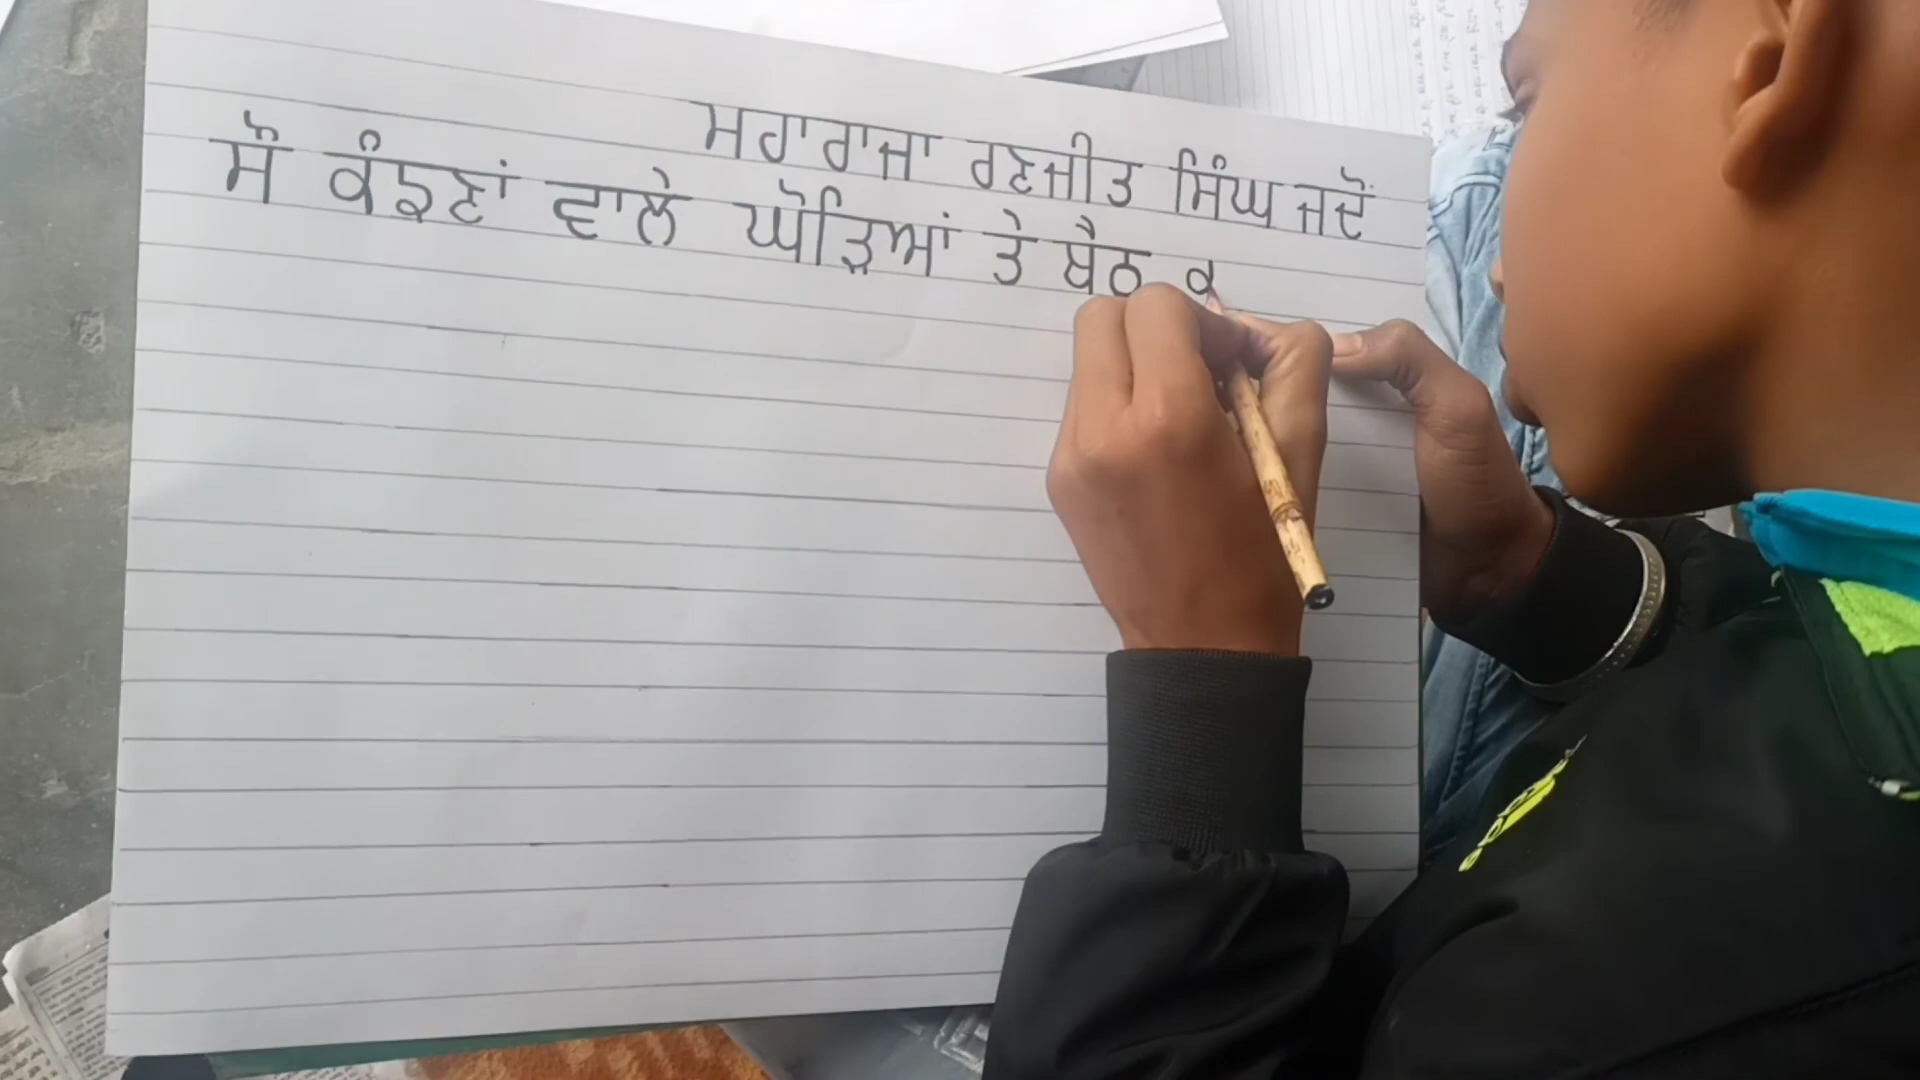 ਮਹਾਰਾਜਾ ਰਣਜੀਤ ਸਿੰਘ ਜਦੋਂ
ਸੌ ਕੰਙਣਾਂ ਵਾਲੇ ਘੋੜਿਆਂ ਤੇ ਬੈਠ ਕ